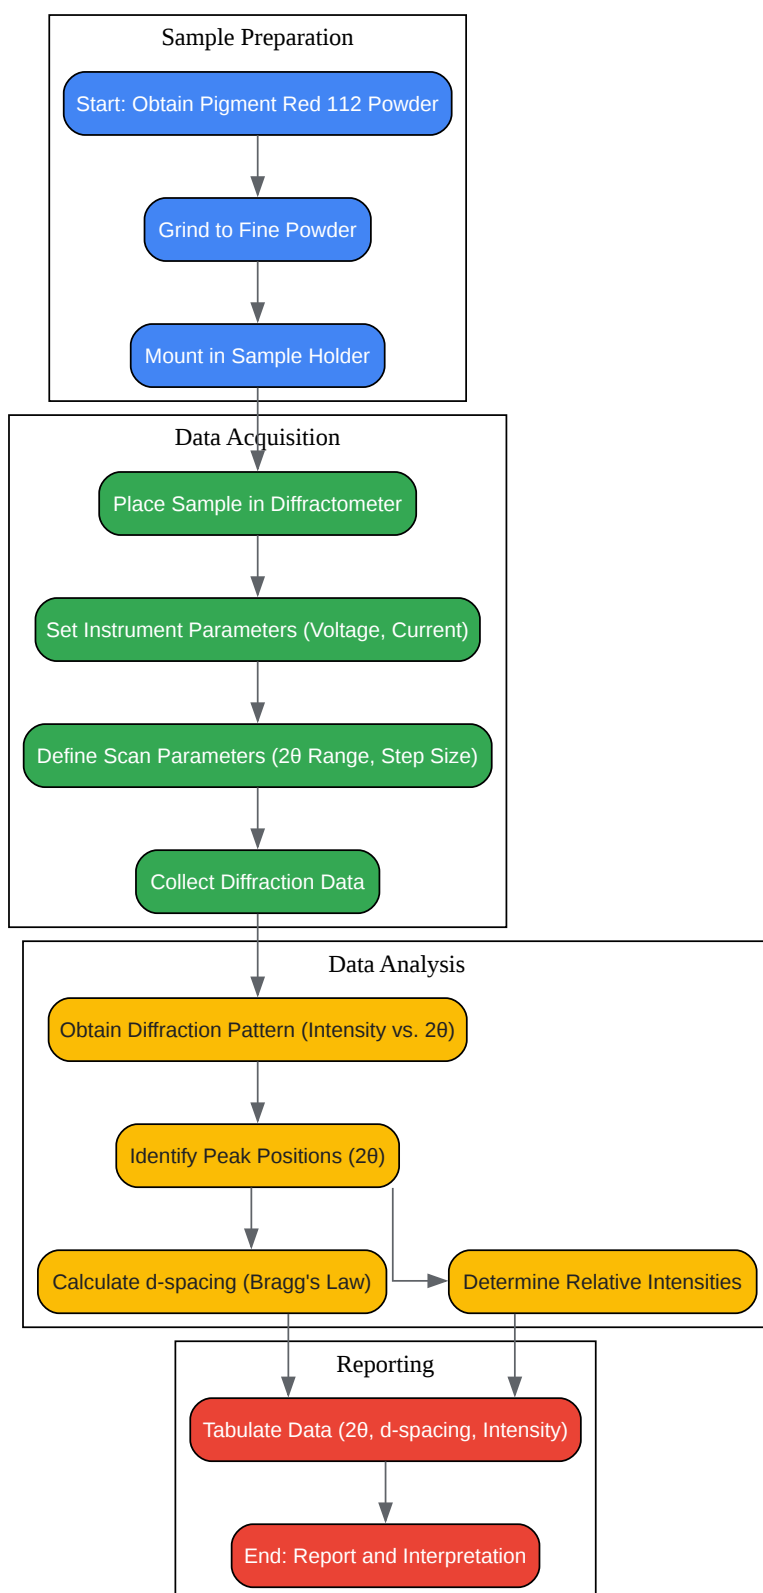 Sample Preparation
Start: Obtain Pigment Red 112 Powder
Grind to Fine Powder
Mount in Sample Holder
Data Acquisition
Place Sample in Diffractometer
Set Instrument Parameters (Voltage, Current)
Define Scan Parameters (2θ Range, Step Size)
Collect Diffraction Data
Data Analysis
Obtain Diffraction Pattern (Intensity vs. 2θ)
Identify Peak Positions (2θ)
Calculate d-spacing (Bragg's Law)
Determine Relative Intensities
Reporting
Tabulate Data (2θ, d-spacing, Intensity)
End: Report and Interpretation